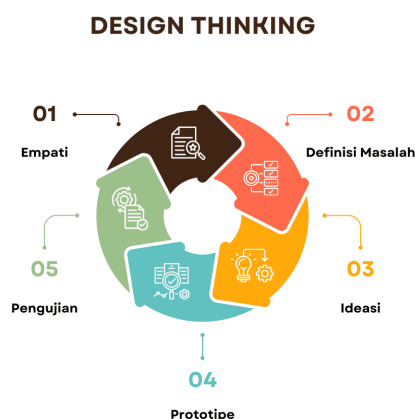 DESIGN THINKING
01
Empati
02
Definisi Masalah
03
Ideasi
04
Prototipe
05
Pengujian